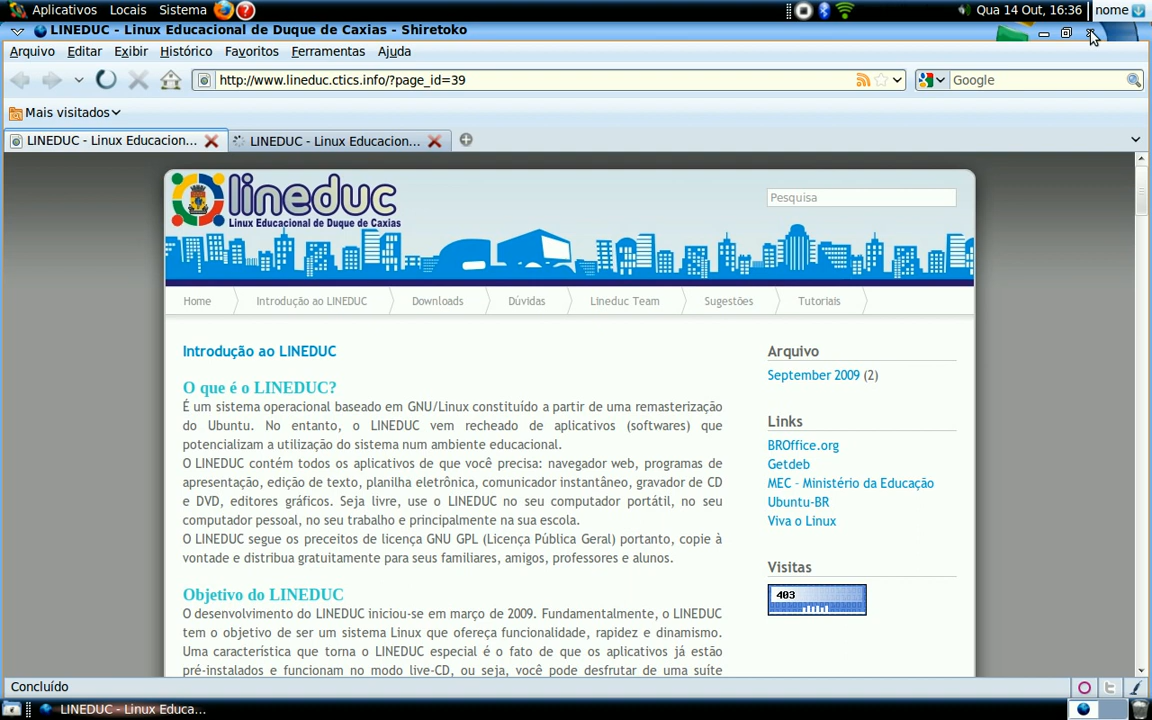 Aplicativos Locais Sistema Qua 14 Out, 16:36 nome
LINEDUC - Linux Educacional de Duque de Caxias - Shiretoko
Arquivo Editar Exibir Histórico Favoritos Ferramentas Ajuda
http://www.lineduc.ctics.info/?page_id=39 Google
Mais visitados
LINEDUC - Linux Educacion... LINEDUC - Linux Educacion...
lineduc
Linux Educacional de Duque de Caxias
Pesquisa
Home Introdução ao LINEDUC Downloads Dúvidas Lineduc Team Sugestões Tutoriais
Introdução ao LINEDUC
O que é o LINEDUC?
É um sistema operacional baseado em GNU/Linux constituído a partir de uma remasterização
do Ubuntu. No entanto, o LINEDUC vem recheado de aplicativos (softwares) que
potencializam a utilização do sistema num ambiente educacional.
O LINEDUC contém todos os aplicativos de que você precisa: navegador web, programas de
apresentação, edição de texto, planilha eletrônica, comunicador instantâneo, gravador de CD
e DVD, editores gráficos. Seja livre, use o LINEDUC no seu computador portátil, no seu
computador pessoal, no seu trabalho e principalmente na sua escola.
O LINEDUC segue os preceitos de licença GNU GPL (Licença Pública Geral) portanto, copie à
vontade e distribua gratuitamente para seus familiares, amigos, professores e alunos.
Objetivo do LINEDUC
O desenvolvimento do LINEDUC iniciou-se em março de 2009. Fundamentalmente, o LINEDUC
tem o objetivo de ser um sistema Linux que ofereça funcionalidade, rapidez e dinamismo.
Uma característica que torna o LINEDUC especial é o fato de que os aplicativos já estão
pré-instalados e funcionam no modo live-CD, ou seja, você pode desfrutar de uma suíte
Arquivo
September 2009 (2)
Links
BROffice.org
Getdeb
MEC - Ministério da Educação
Ubuntu-BR
Viva o Linux
Visitas
403
Concluído
LINEDUC - Linux Educa...